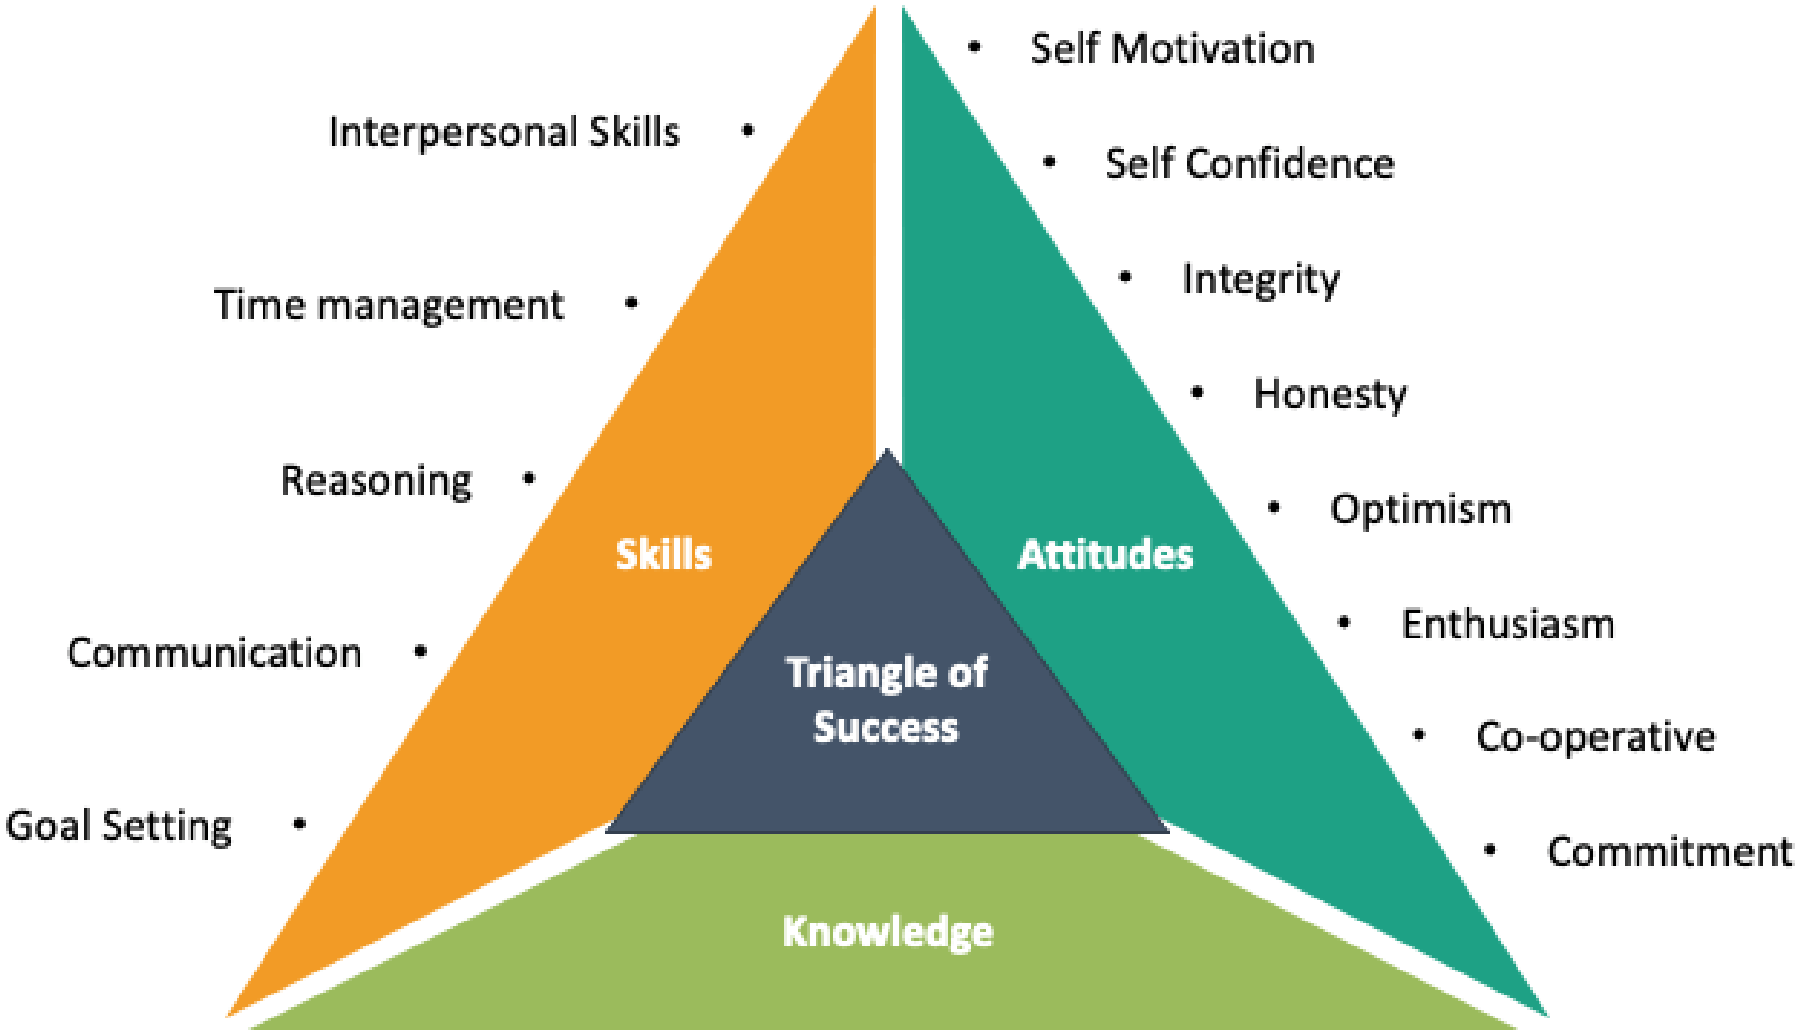 • Self Motivation
Interpersonal Skills •
• Self Confidence
• Integrity
Time management •
• Honesty
Reasoning •
• Optimism
Skills
Attitudes
• Enthusiasm
Communication •
Triangle of
Success
• Co-operative
Goal Setting •
• Commitment
Knowledge